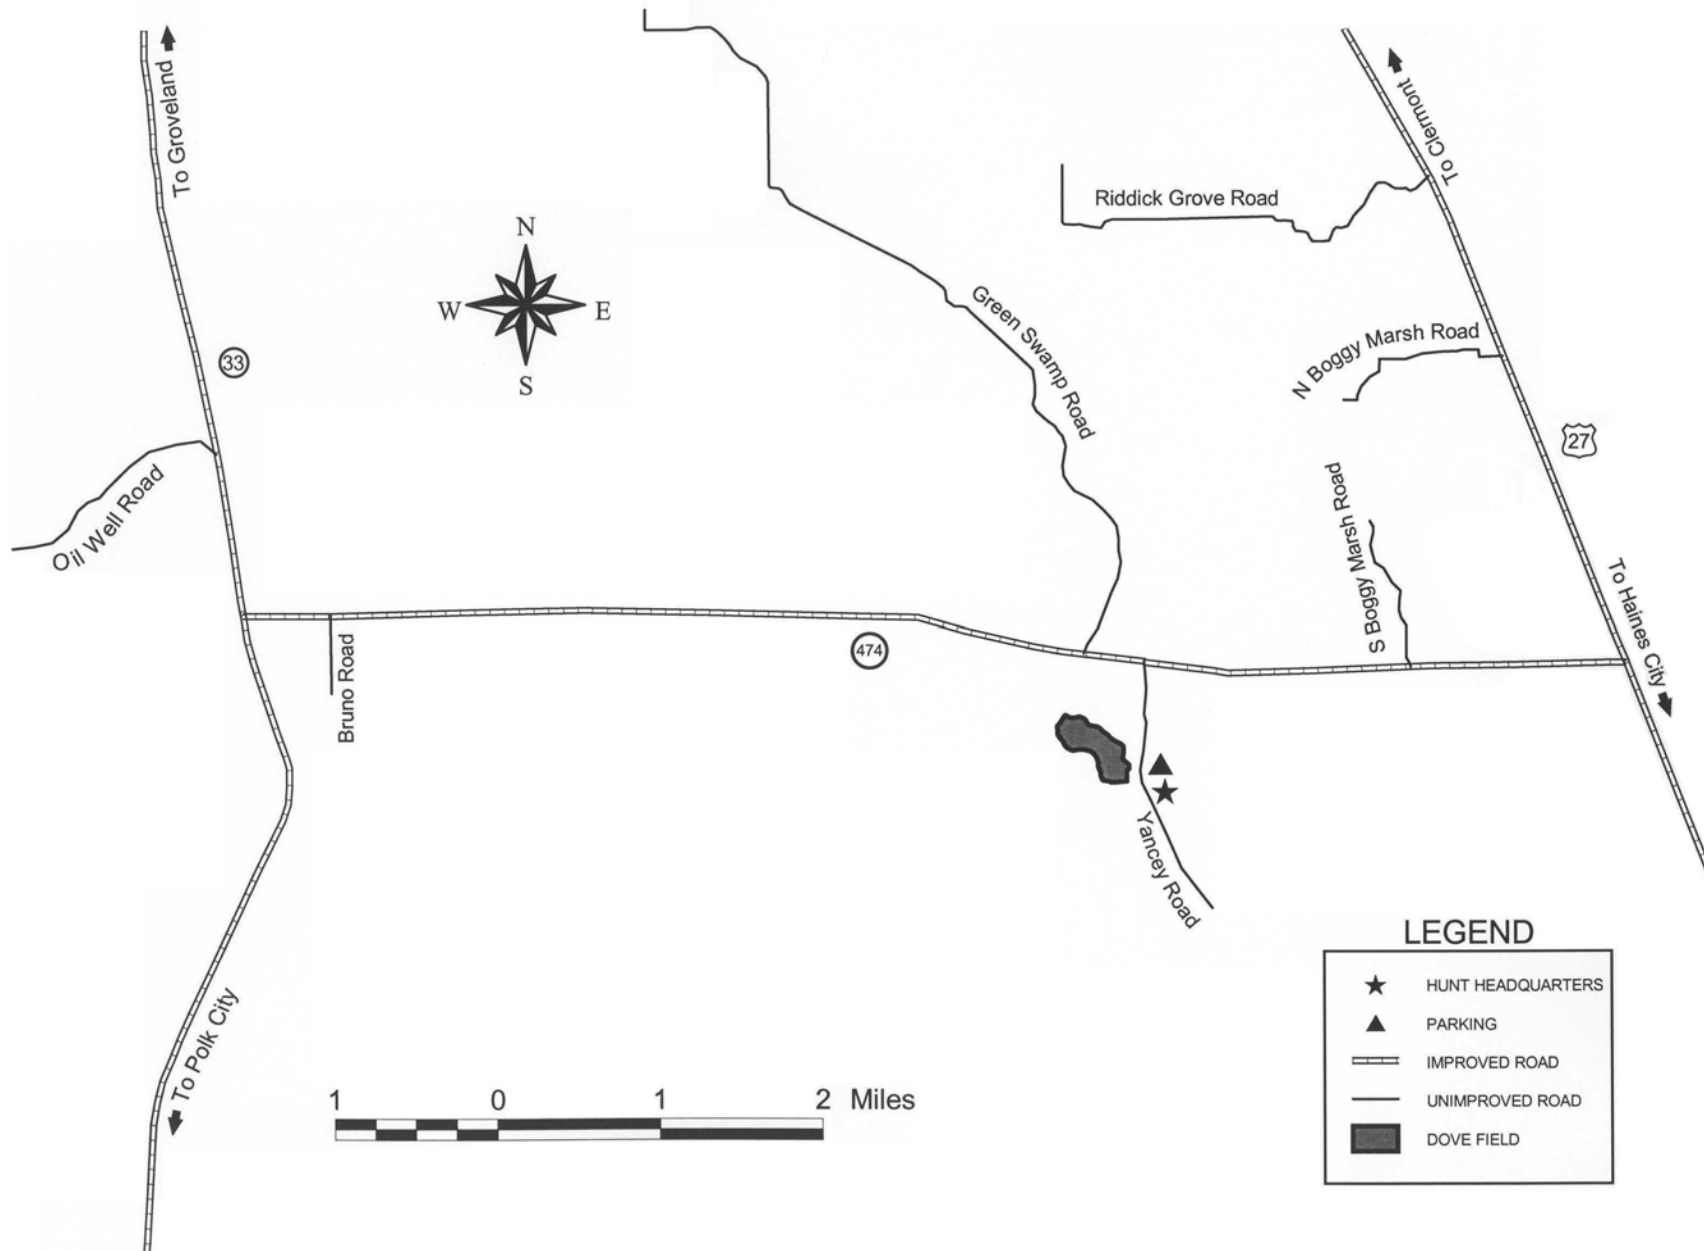 To Groveland
To Clermont
Riddick Grove Road
N
W
E
S
Green Swamp Road
N Boggy Marsh Road
33
27
Oil Well Road
S Boggy Marsh Road
To Haines City
474
Bruno Road
Yancey Road
To Polk City
1 0 1 2 Miles
LEGEND
HUNT HEADQUARTERS
PARKING
IMPROVED ROAD
UNIMPROVED ROAD
DOVE FIELD